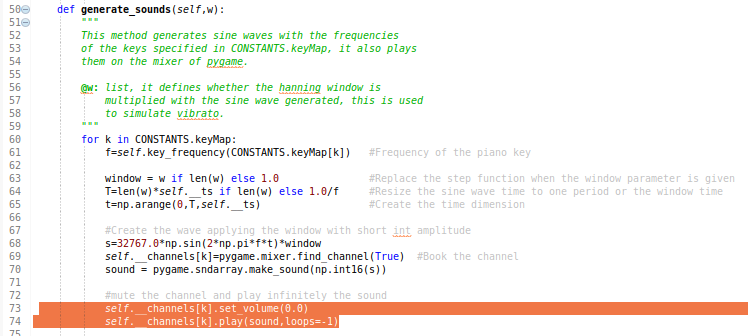 50 def generate_sounds(self,w):
51 """
52 This method generates sine waves with the frequencies
53 of the keys specified in CONSTANTS.keyMap, it also plays
54 them on the mixer of pygame.
55
56 @w: list, it defines whether the hanning window is
57 multiplied with the sine wave generated, this is used
58 to simulate vibrato.
59 """
60 for k in CONSTANTS.keyMap:
61 f=self.key_frequency(CONSTANTS.keyMap[k]) #Frequency of the piano key
62
63 window = w if len(w) else 1.0 #Replace the step function when the window parameter is given
64 T=len(w)*self.__ts if len(w) else 1.0/f #Resize the sine wave time to one period or the window time
65 t=np.arange(0,T,self.__ts) #Create the time dimension
66
67 #Create the wave applying the window with short int amplitude
68 s=32767.0*np.sin(2*np.pi*f*t)*window
69 self.__channels[k]=pygame.mixer.find_channel(True) #Book the channel
70 sound = pygame.sndarray.make_sound(np.int16(s))
71
72 #mute the channel and play infinitely the sound
73 self.__channels[k].set_volume(0.0)
74 self.__channels[k].play(sound,loops=-1)
75